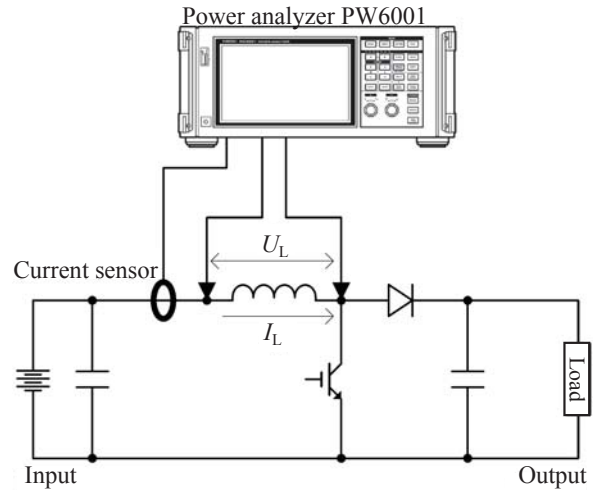 Power analyzer PW6001
U_L
Current sensor
I_L
Load
Input
Output